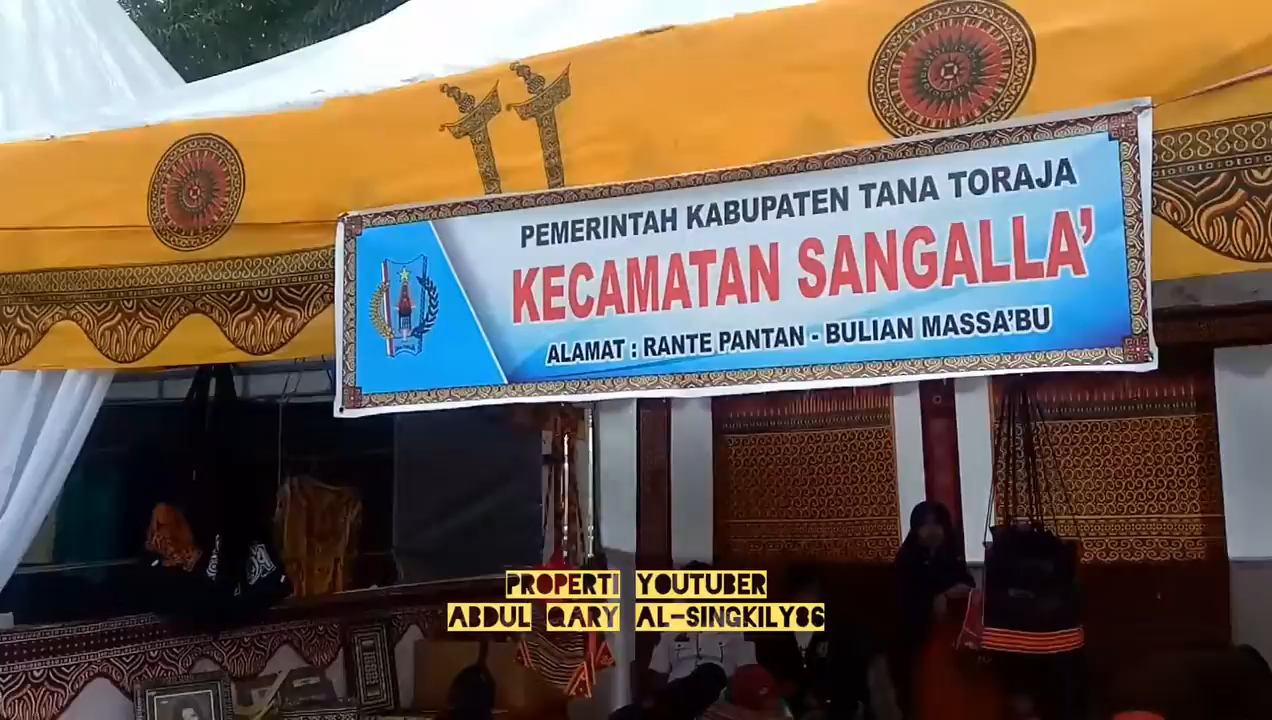 PEMERINTAH KABUPATEN TANA TORAJA
KECAMATAN SANGALLA'
ALAMAT : RANTE PANTAN - BULIAN MASSA'BU
PROPERTI YOUTUBER
ABDUL QARY AL-SINGKILY86